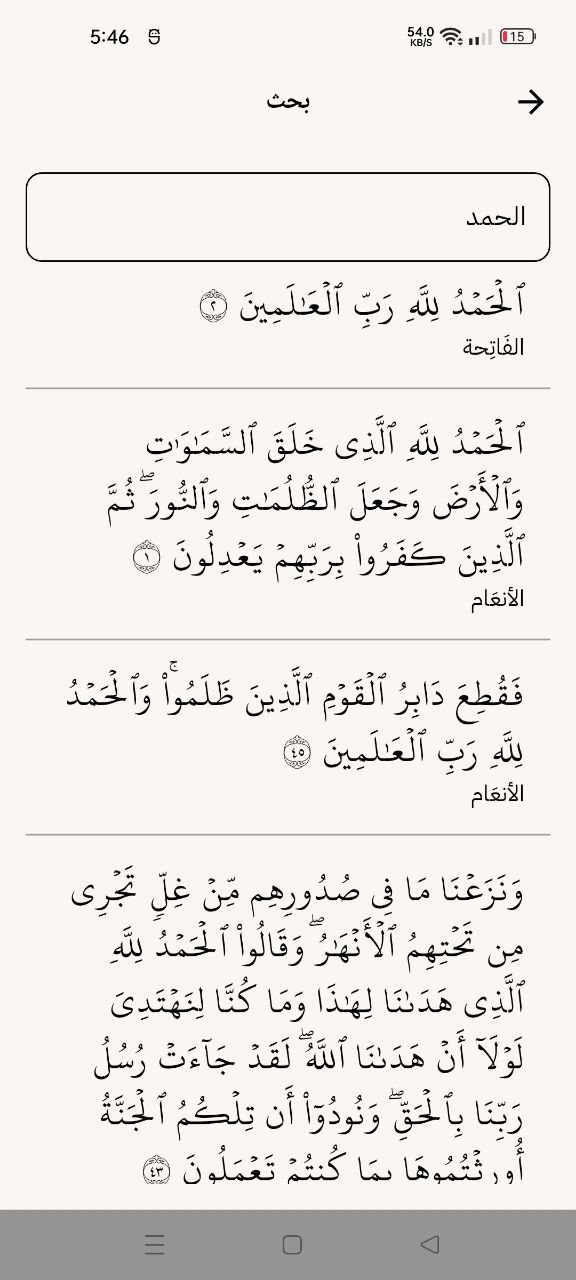 5:46
54.0
KB/S
15
بحث
الحمد
ٱلۡحَمۡدُ لِلَّهِ رَبِّ ٱلۡعَٰلَمِينَ ٢
الفَاتِحة
ٱلۡحَمۡدُ لِلَّهِ ٱلَّذِي خَلَقَ ٱلسَّمَٰوَٰتِ
وَٱلۡأَرۡضَ وَجَعَلَ ٱلظُّلُمَٰتِ وَٱلنُّورَۖ ثُمَّ
ٱلَّذِينَ كَفَرُواْ بِرَبِّهِمۡ يَعۡدِلُونَ ١
الأنعَام
فَقُطِعَ دَابِرُ ٱلۡقَوۡمِ ٱلَّذِينَ ظَلَمُواْۚ وَٱلۡحَمۡدُ
لِلَّهِ رَبِّ ٱلۡعَٰلَمِينَ ٤٥
الأنعَام
وَنَزَعۡنَا مَا فِي صُدُورِهِم مِّنۡ غِلّٖ تَجۡرِي
مِن تَحۡتِهِمُ ٱلۡأَنۡهَٰرُۖ وَقَالُواْ ٱلۡحَمۡدُ لِلَّهِ
ٱلَّذِي هَدَىٰنَا لِهَٰذَا وَمَا كُنَّا لِنَهۡتَدِيَ
لَوۡلَآ أَنۡ هَدَىٰنَا ٱللَّهُۖ لَقَدۡ جَآءَتۡ رُسُلُ
رَبِّنَا بِٱلۡحَقِّۖ وَنُودُوٓاْ أَن تِلۡكُمُ ٱلۡجَنَّةُ
أُورِثۡتُمُوهَا بِمَا كُنتُمۡ تَعۡمَلُونَ ٤٣